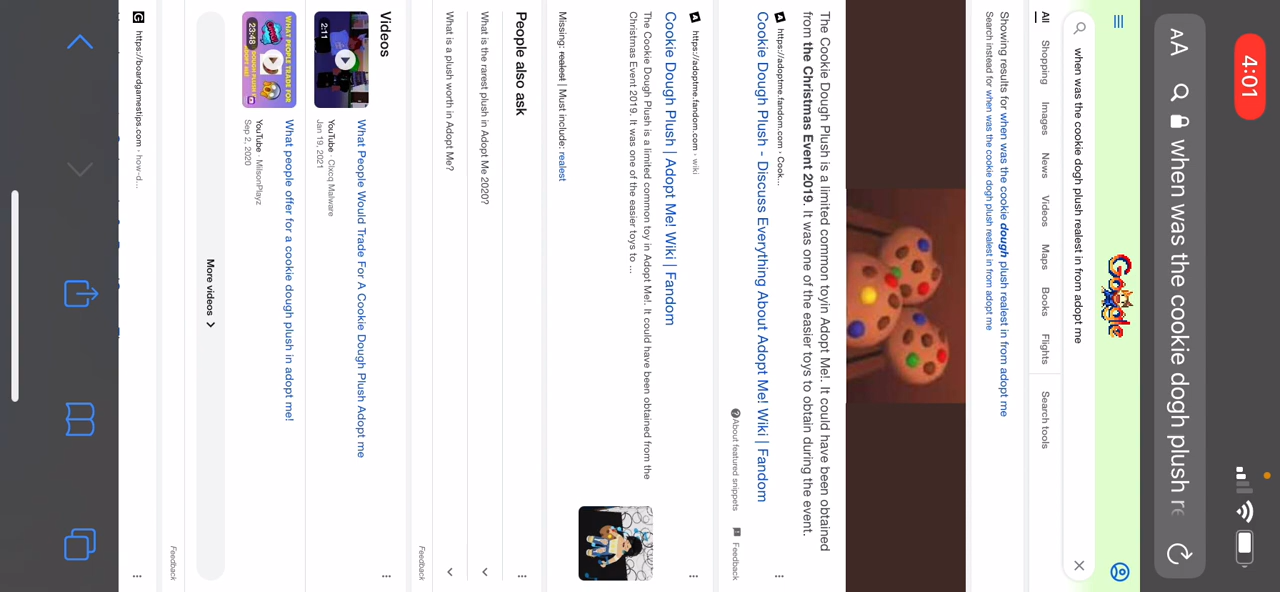 4:01
AA when was the cookie dogh plush re
Google
when was the cookie dogh plush realest in from adopt me
All Shopping Images News Videos Maps Books Flights Search tools
Showing results for when was the cookie dough plush realest in from adopt me
Search instead for when was the cookie dogh plush realest in from adopt me
The Cookie Dough Plush is a limited common toyin Adopt Me!. It could have been obtained
from the Christmas Event 2019. It was one of the easier toys to obtain during the event.
https://adoptme.fandom.com › Cook...
Cookie Dough Plush - Discuss Everything About Adopt Me! Wiki | Fandom
About featured snippets Feedback
https://adoptme.fandom.com › wiki
Cookie Dough Plush | Adopt Me! Wiki | Fandom
The Cookie Dough Plush is a limited common toy in Adopt Me!. It could have been obtained from the
Christmas Event 2019. It was one of the easier toys to ...
Missing: realest | Must include: realest
People also ask
What is the rarest plush in Adopt Me 2020?
What is a plush worth in Adopt Me?
Feedback
Videos
2:11
What People Would Trade For A Cookie Dough Plush Adopt me
YouTube · Clxcq Malware
Jan 19, 2021
WHAT PEOPLE TRADE FOR
23:48
What people offer for a cookie dough plush in adopt me!
YouTube · MilsonPlayz
Sep 2, 2020
More videos
Feedback
https://boardgamestips.com › how-d...